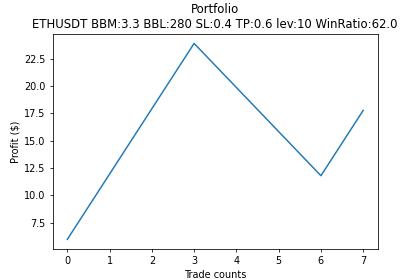 Portfolio
ETHUSDT BBM:3.3 BBL:280 SL:0.4 TP:0.6 lev:10 WinRatio:62.0
22.5
20.0
17.5
15.0
12.5
10.0
7.5
Profit ($)
0 1 2 3 4 5 6 7
Trade counts